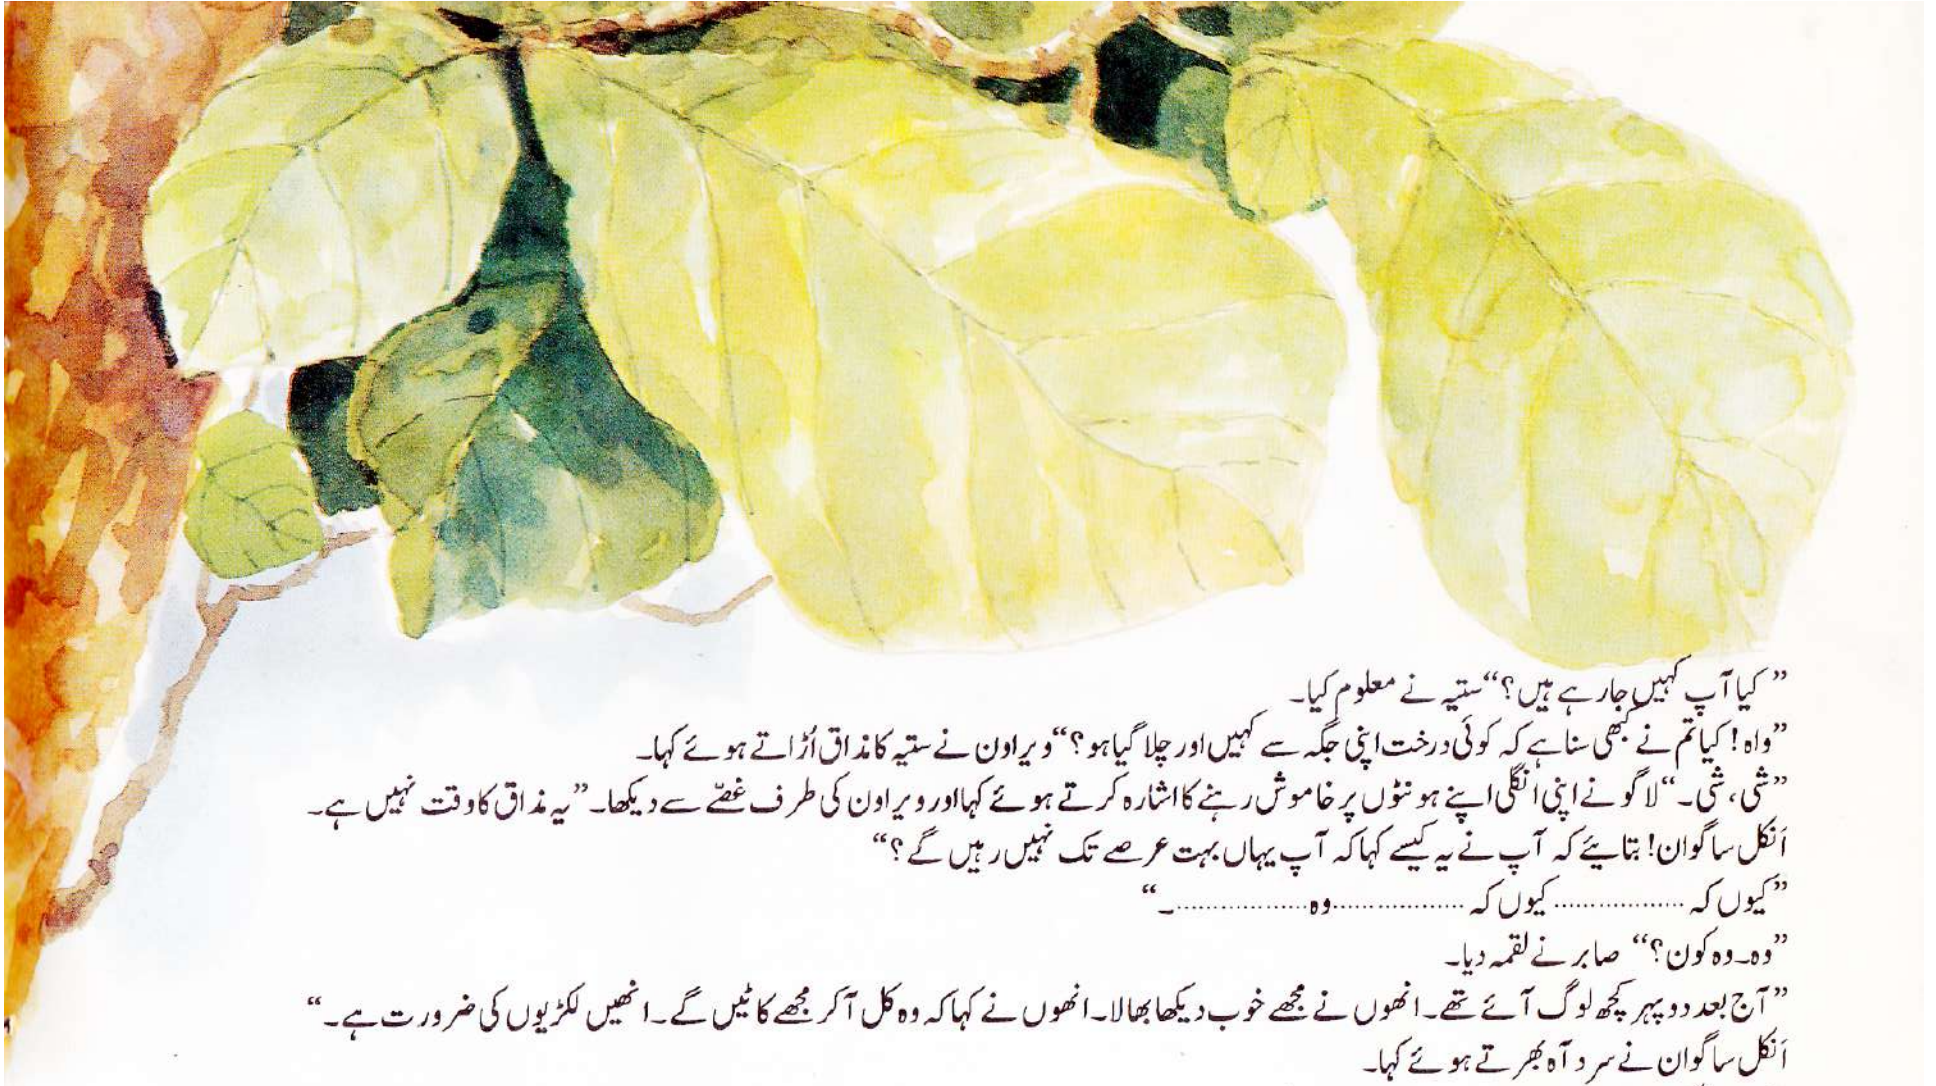 ”کیا آپ کہیں جارہے ہیں؟“ ستیہ نے معلوم کیا۔
”واہ! کیا تم نے کبھی سنا ہے کہ کوئی درخت اپنی جگہ سے کہیں اور چلا گیا ہو؟“ ویراون نے ستیہ کا مذاق اُڑاتے ہوئے کہا۔
”شی، شی۔“ لاگو نے اپنی انگلی اپنے ہونٹوں پر خاموش رہنے کا اشارہ کرتے ہوئے کہا اور ویراون کی طرف غصّے سے دیکھا۔ ”یہ مذاق کا وقت نہیں ہے۔
اَنکل ساگوان! بتایئے کہ آپ نے یہ کیسے کہا کہ آپ یہاں بہت عرصے تک نہیں رہیں گے؟“
”کیوں کہ ................. کیوں کہ .................وہ.................۔“
”وہ۔وہ کون؟“ صابر نے لقمہ دیا۔
”آج بعد دوپہر کچھ لوگ آئے تھے۔ انھوں نے مجھے خوب دیکھا بھالا۔ انھوں نے کہا کہ وہ کل آکر مجھے کاٹیں گے۔ انھیں لکڑیوں کی ضرورت ہے۔“
اَنکل ساگوان نے سرد آہ بھرتے ہوئے کہا۔